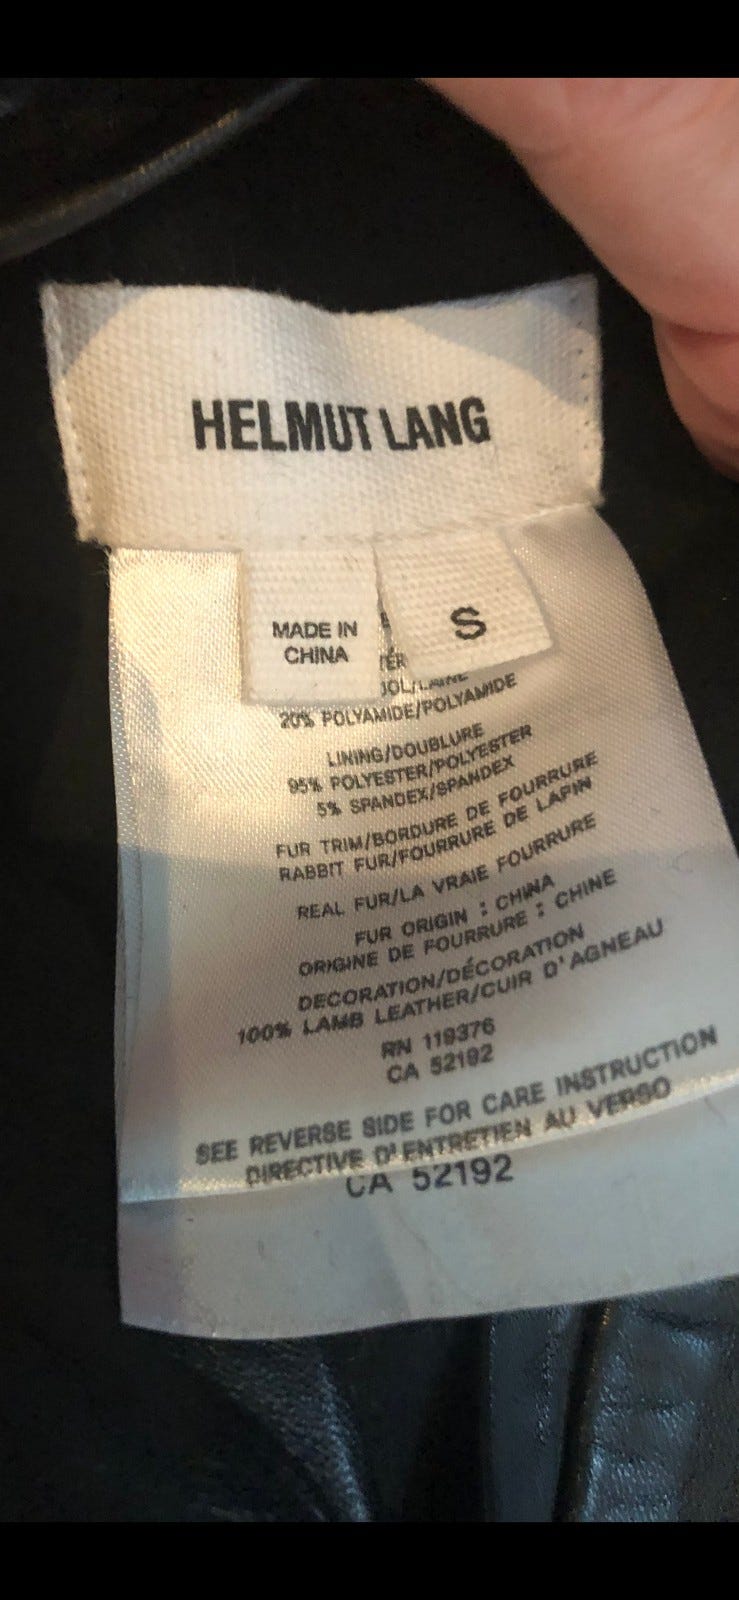 HELMUT LANG
MADE IN
CHINA
S
20% POLYAMIDE/POLYAMIDE
LINING/DOUBLURE
95% POLYESTER/POLYESTER
5% SPANDEX/SPANDEX
FUR TRIM/BORDURE DE FOURRURE
RABBIT FUR/FOURRURE DE LAPIN
REAL FUR/LA VRAIE FOURRURE
FUR ORIGIN : CHINA
ORIGINE DE FOURRURE : CHINE
DECORATION/DÉCORATION
100% LAMB LEATHER/CUIR D'AGNEAU
RN 119376
CA 52192
SEE REVERSE SIDE FOR CARE INSTRUCTION
DIRECTIVE D'ENTRETIEN AU VERSO
CA 52192